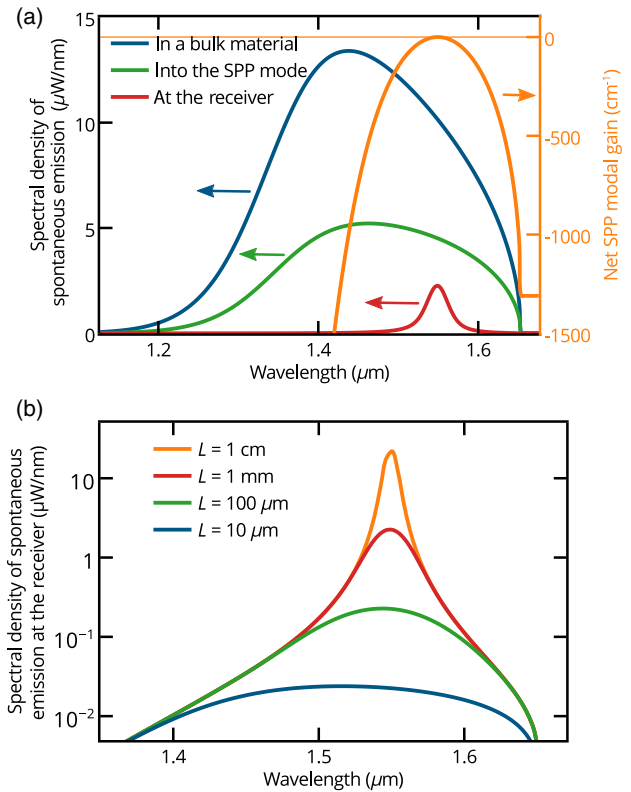 (a)
In a bulk material
Into the SPP mode
At the receiver
Spectral density of
spontaneous emission (µW/nm)
15
10
5
0
1.2
1.4
1.6
Wavelength (µm)
0
-500
-1000
-1500
Net SPP modal gain (cm⁻¹)
(b)
L = 1 cm
L = 1 mm
L = 100 µm
L = 10 µm
Spectral density of spontaneous
emission at the receiver (µW/nm)
10
1
10⁻¹
10⁻²
1.4
1.5
1.6
Wavelength (µm)